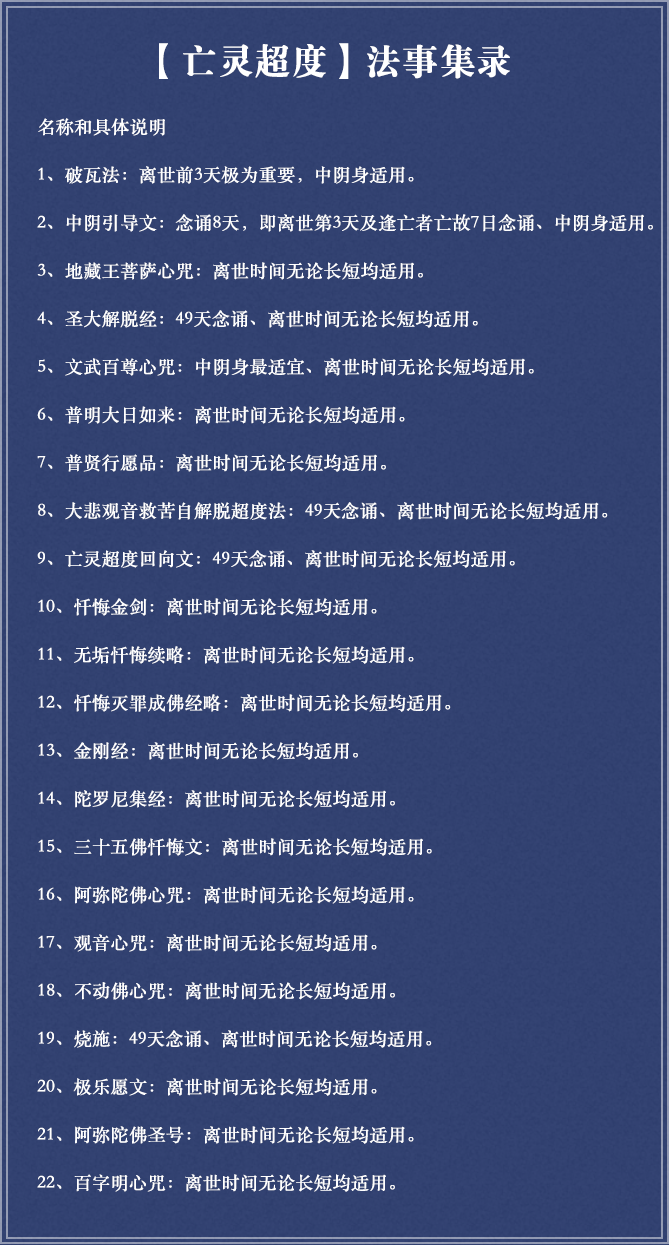 【亡灵超度】法事集录
名称和具体说明
1、破瓦法：离世前3天极为重要，中阴身适用。
2、中阴引导文：念诵8天，即离世第3天及逢亡者亡故7日念诵、中阴身适用。
3、地藏王菩萨心咒：离世时间无论长短均适用。
4、圣大解脱经：49天念诵、离世时间无论长短均适用。
5、文武百尊心咒：中阴身最适宜、离世时间无论长短均适用。
6、普明大日如来：离世时间无论长短均适用。
7、普贤行愿品：离世时间无论长短均适用。
8、大悲观音救苦自解脱超度法：49天念诵、离世时间无论长短均适用。
9、亡灵超度回向文：49天念诵、离世时间无论长短均适用。
10、忏悔金剑：离世时间无论长短均适用。
11、无垢忏悔续略：离世时间无论长短均适用。
12、忏悔灭罪成佛经略：离世时间无论长短均适用。
13、金刚经：离世时间无论长短均适用。
14、陀罗尼集经：离世时间无论长短均适用。
15、三十五佛忏悔文：离世时间无论长短均适用。
16、阿弥陀佛心咒：离世时间无论长短均适用。
17、观音心咒：离世时间无论长短均适用。
18、不动佛心咒：离世时间无论长短均适用。
19、烧施：49天念诵、离世时间无论长短均适用。
20、极乐愿文：离世时间无论长短均适用。
21、阿弥陀佛圣号：离世时间无论长短均适用。
22、百字明心咒：离世时间无论长短均适用。